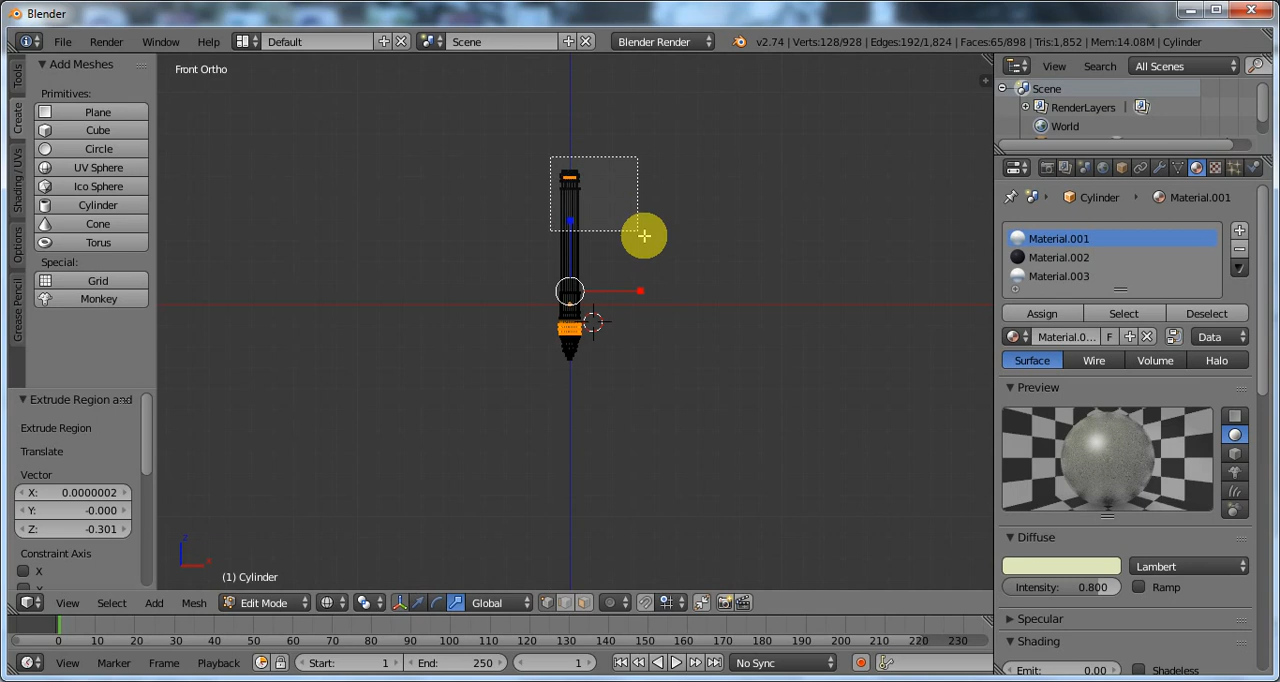 Blender
File Render Window Help Default Scene Blender Render v2.74 | Verts:128/928 | Edges:192/1,824 | Faces:65/898 | Tris:1,852 | Mem:14.08M | Cylinder
Tools
Create
Shading / UVs
Options
Grease Pencil
Add Meshes
Primitives:
Plane
Cube
Circle
UV Sphere
Ico Sphere
Cylinder
Cone
Torus
Special:
Grid
Monkey
Extrude Region and
Extrude Region
Translate
Vector
X: 0.0000002
Y: -0.000
Z: -0.301
Constraint Axis
X
Front Ortho
z
x
(1) Cylinder
View Select Add Mesh Edit Mode Global
0 10 20 30 40 50 60 70 80 90 100 110 120 130 140 150 160 170 180 190 200 210 220 230
View Marker Frame Playback Start: 1 End: 250 1 No Sync
View Search All Scenes
Scene
RenderLayers |
World
Cylinder Material.001
Material.001
Material.002
Material.003
Assign Select Deselect
Material.0... F Data
Surface Wire Volume Halo
Preview
Diffuse
Lambert
Intensity: 0.800 Ramp
Specular
Shading
Emit: 0.00 Shadeless